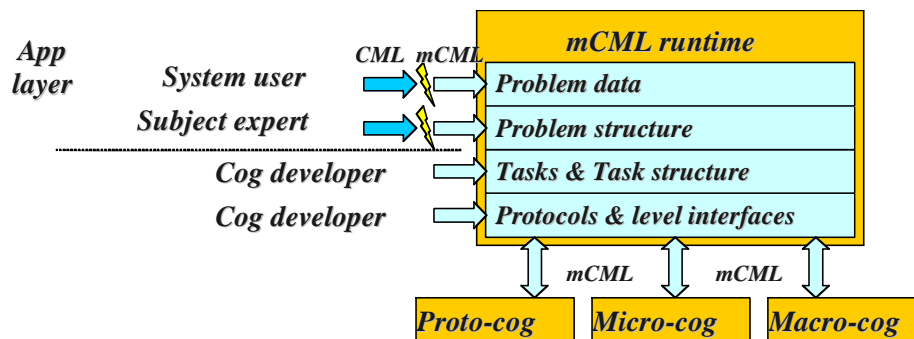 App
layer
mCML runtime
CML mCML
System user
Problem data
Subject expert
Problem structure
Cog developer
Tasks & Task structure
Cog developer
Protocols & level interfaces
mCML
mCML
Proto-cog
Micro-cog
Macro-cog